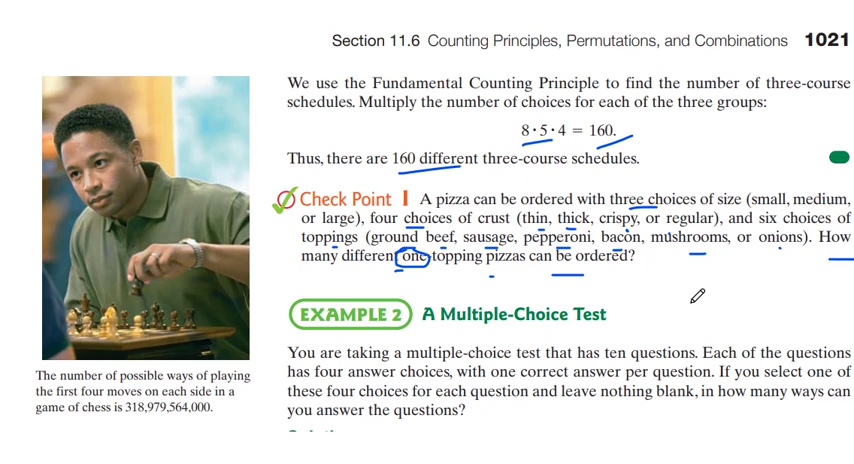 Section 11.6 Counting Principles, Permutations, and Combinations 1021
We use the Fundamental Counting Principle to find the number of three-course
schedules. Multiply the number of choices for each of the three groups:
8 · 5 · 4 = 160.
Thus, there are 160 different three-course schedules.
Check Point 1 A pizza can be ordered with three choices of size (small, medium,
or large), four choices of crust (thin, thick, crispy, or regular), and six choices of
toppings (ground beef, sausage, pepperoni, bacon, mushrooms, or onions). How
many different one-topping pizzas can be ordered?
EXAMPLE 2 A Multiple-Choice Test
You are taking a multiple-choice test that has ten questions. Each of the questions
has four answer choices, with one correct answer per question. If you select one of
these four choices for each question and leave nothing blank, in how many ways can
you answer the questions?
The number of possible ways of playing
the first four moves on each side in a
game of chess is 318,979,564,000.